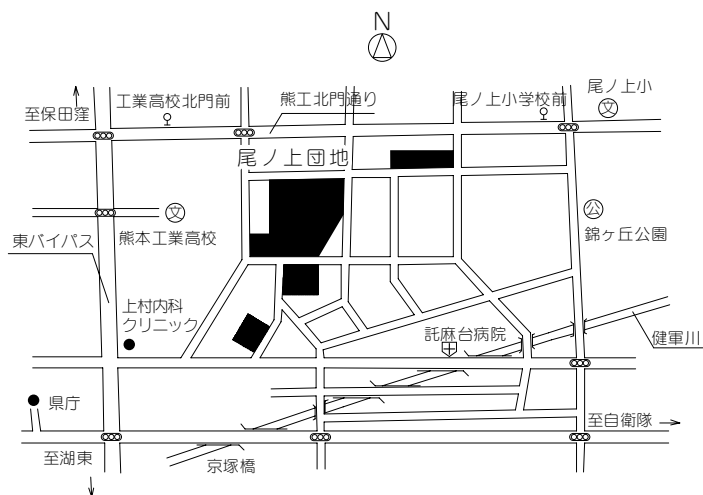 N
尾ノ上小
文
工業高校北門前
熊工北門通り
尾ノ上小学校前
至保田窪
尾ノ上団地
文
公
東バイパス
熊本工業高校
錦ヶ丘公園
上村内科
クリニック
託麻台病院
健軍川
県庁
至自衛隊
至湖東
京塚橋